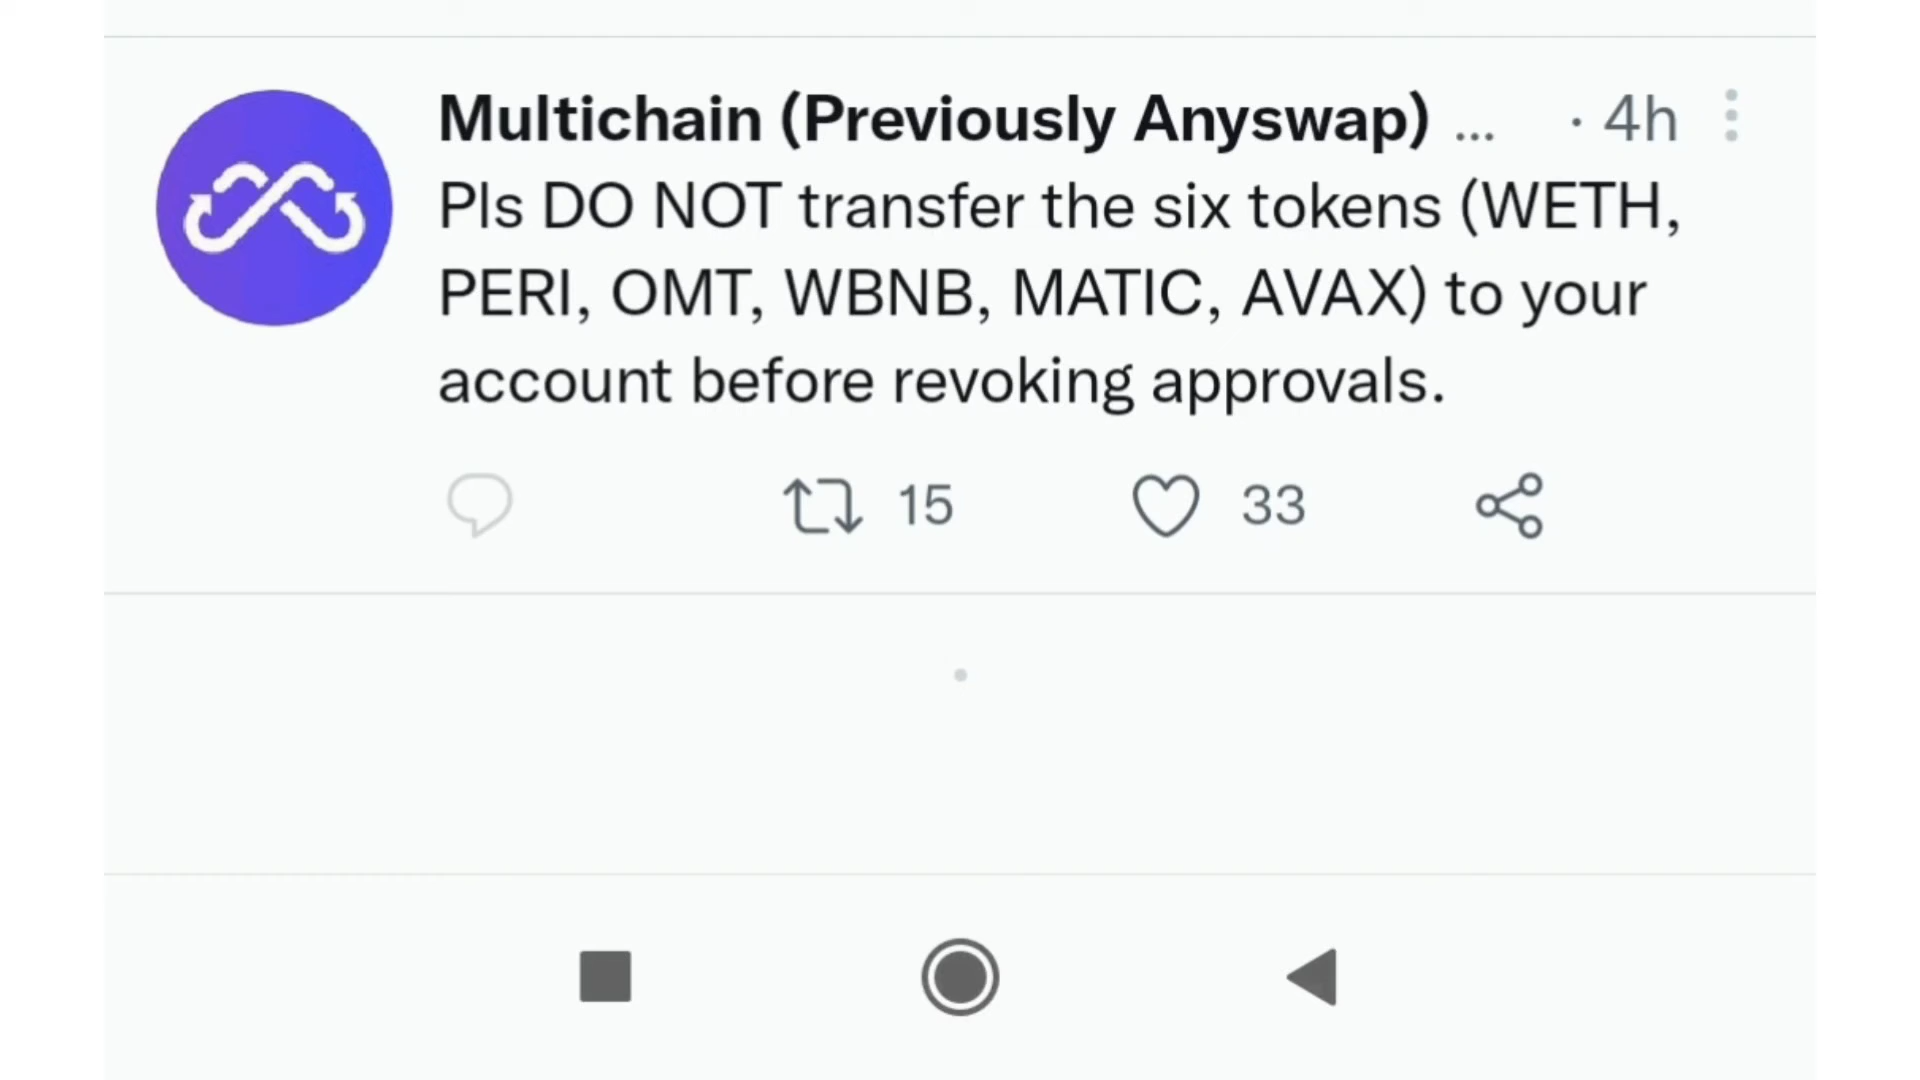 Multichain (Previously Anyswap) ... · 4h
Pls DO NOT transfer the six tokens (WETH,
PERI, OMT, WBNB, MATIC, AVAX) to your
account before revoking approvals.
15 33